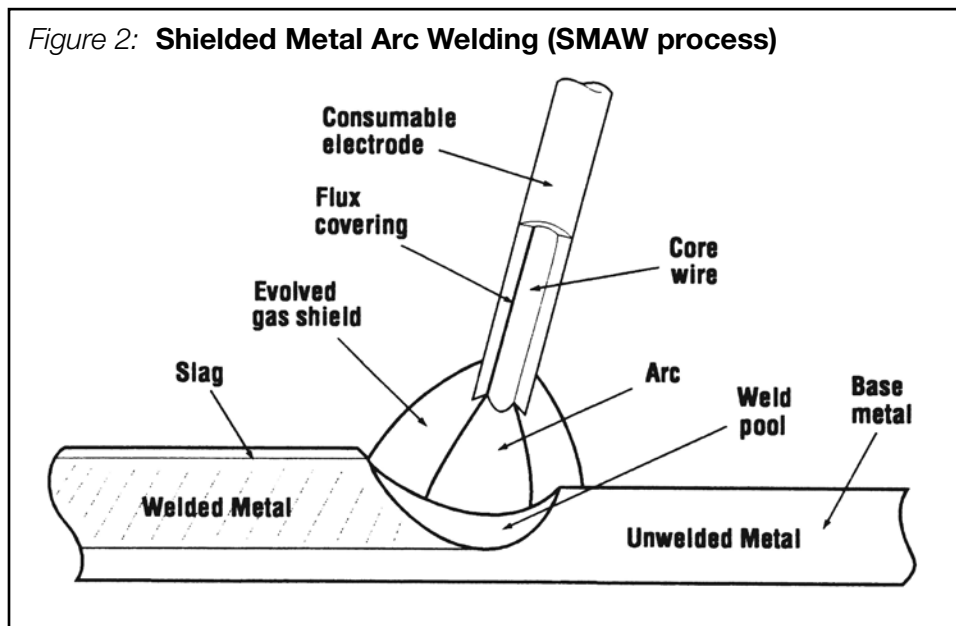 Figure 2: Shielded Metal Arc Welding (SMAW process)
Consumable
electrode
Flux
covering
Core
wire
Evolved
gas shield
Slag
Arc
Weld
pool
Base
metal
Welded Metal
Unwelded Metal